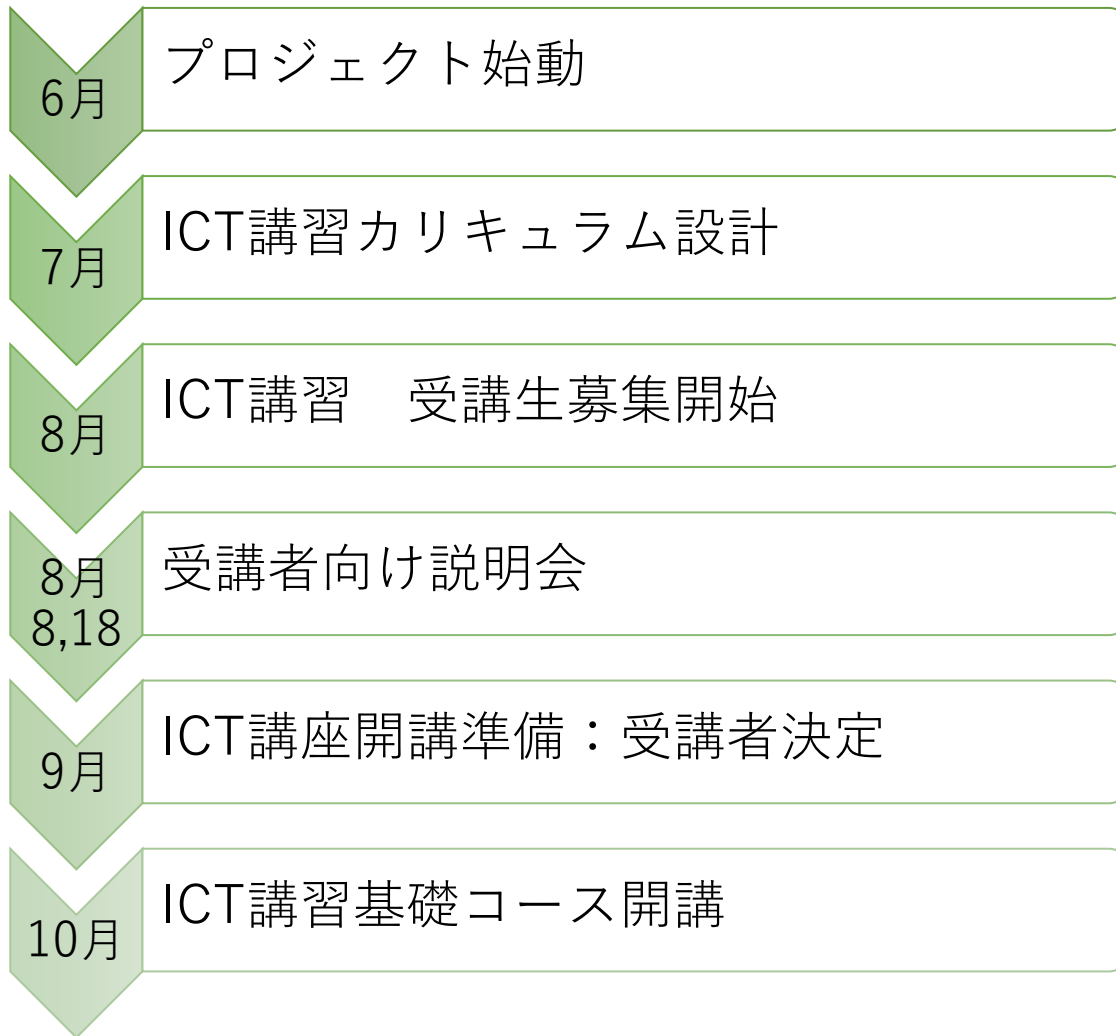 6月
プロジェクト始動
7月
ICT講習カリキュラム設計
8月
ICT講習　受講生募集開始
8月
8,18
受講者向け説明会
9月
ICT講座開講準備：受講者決定
10月
ICT講習基礎コース開講